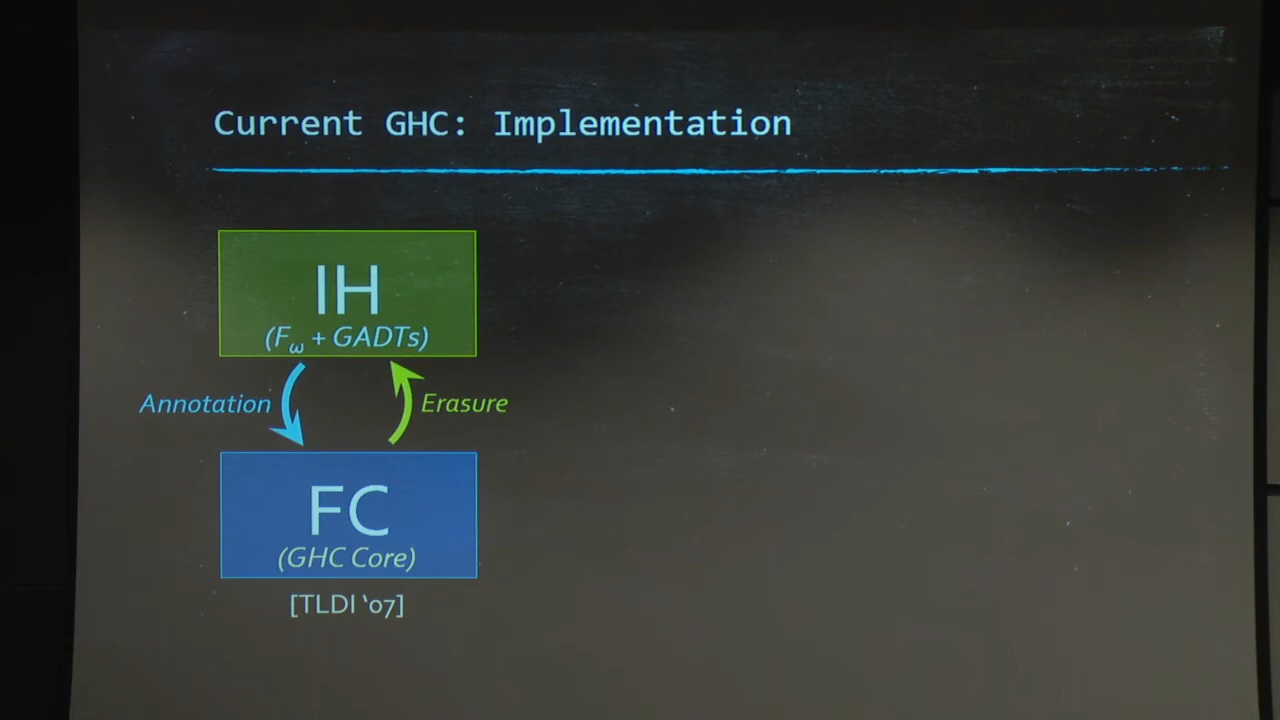 Current GHC: Implementation
IH
(Fω + GADTs)
Annotation
Erasure
FC
(GHC Core)
[TLDI ‘07]